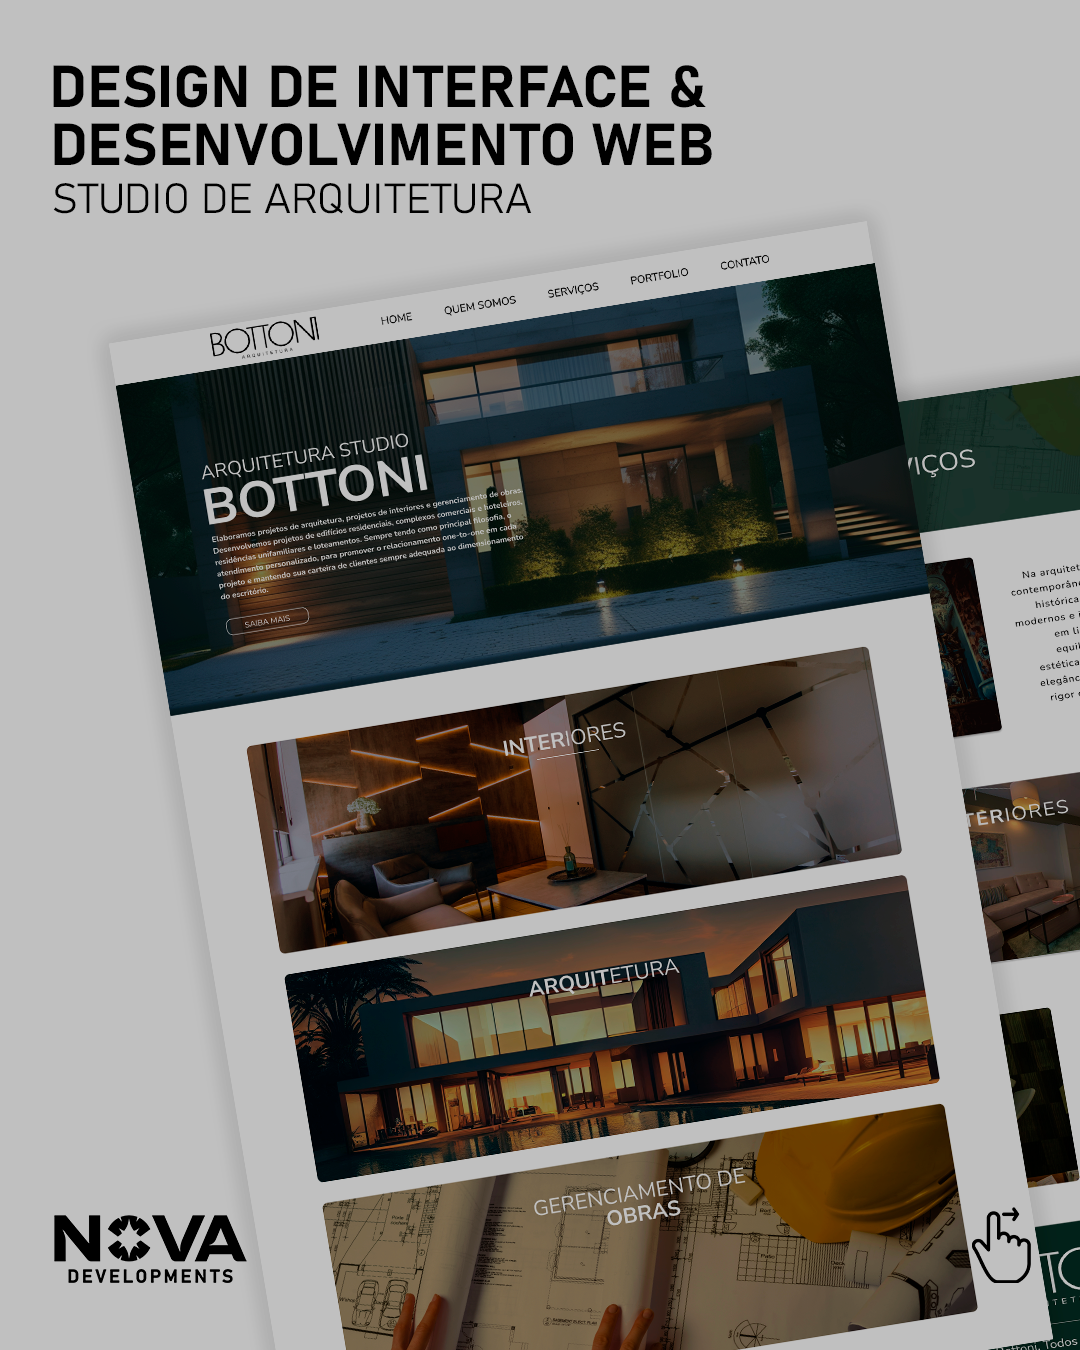 DESIGN DE INTERFACE &
DESENVOLVIMENTO WEB
STUDIO DE ARQUITETURA
BOTTONI
ARQUITETURA
HOME
QUEM SOMOS
SERVIÇOS
PORTFOLIO
CONTATO
ARQUITETURA STUDIO
BOTTONI
Elaboramos projetos de arquitetura, projetos de interiores e gerenciamento de obras.
Desenvolvemos projetos de edifícios residenciais, complexos comerciais e hoteleiros,
residências unifamiliares e loteamentos. Sempre tendo como principal filosofia, o
atendimento personalizado, para promover o relacionamento one-to-one em cada
projeto e mantendo sua carteira de clientes sempre adequada ao dimensionamento
do escritório.
SAIBA MAIS
INTERIORES
ARQUITETURA
GERENCIAMENTO DE
OBRAS
VIÇOS
Na arquitet
contemporâne
histórica
modernos e i
em li
equil
estética
elegânc
rigor
TERIORES
Bottoni, Todos
NOVA
DEVELOPMENTS